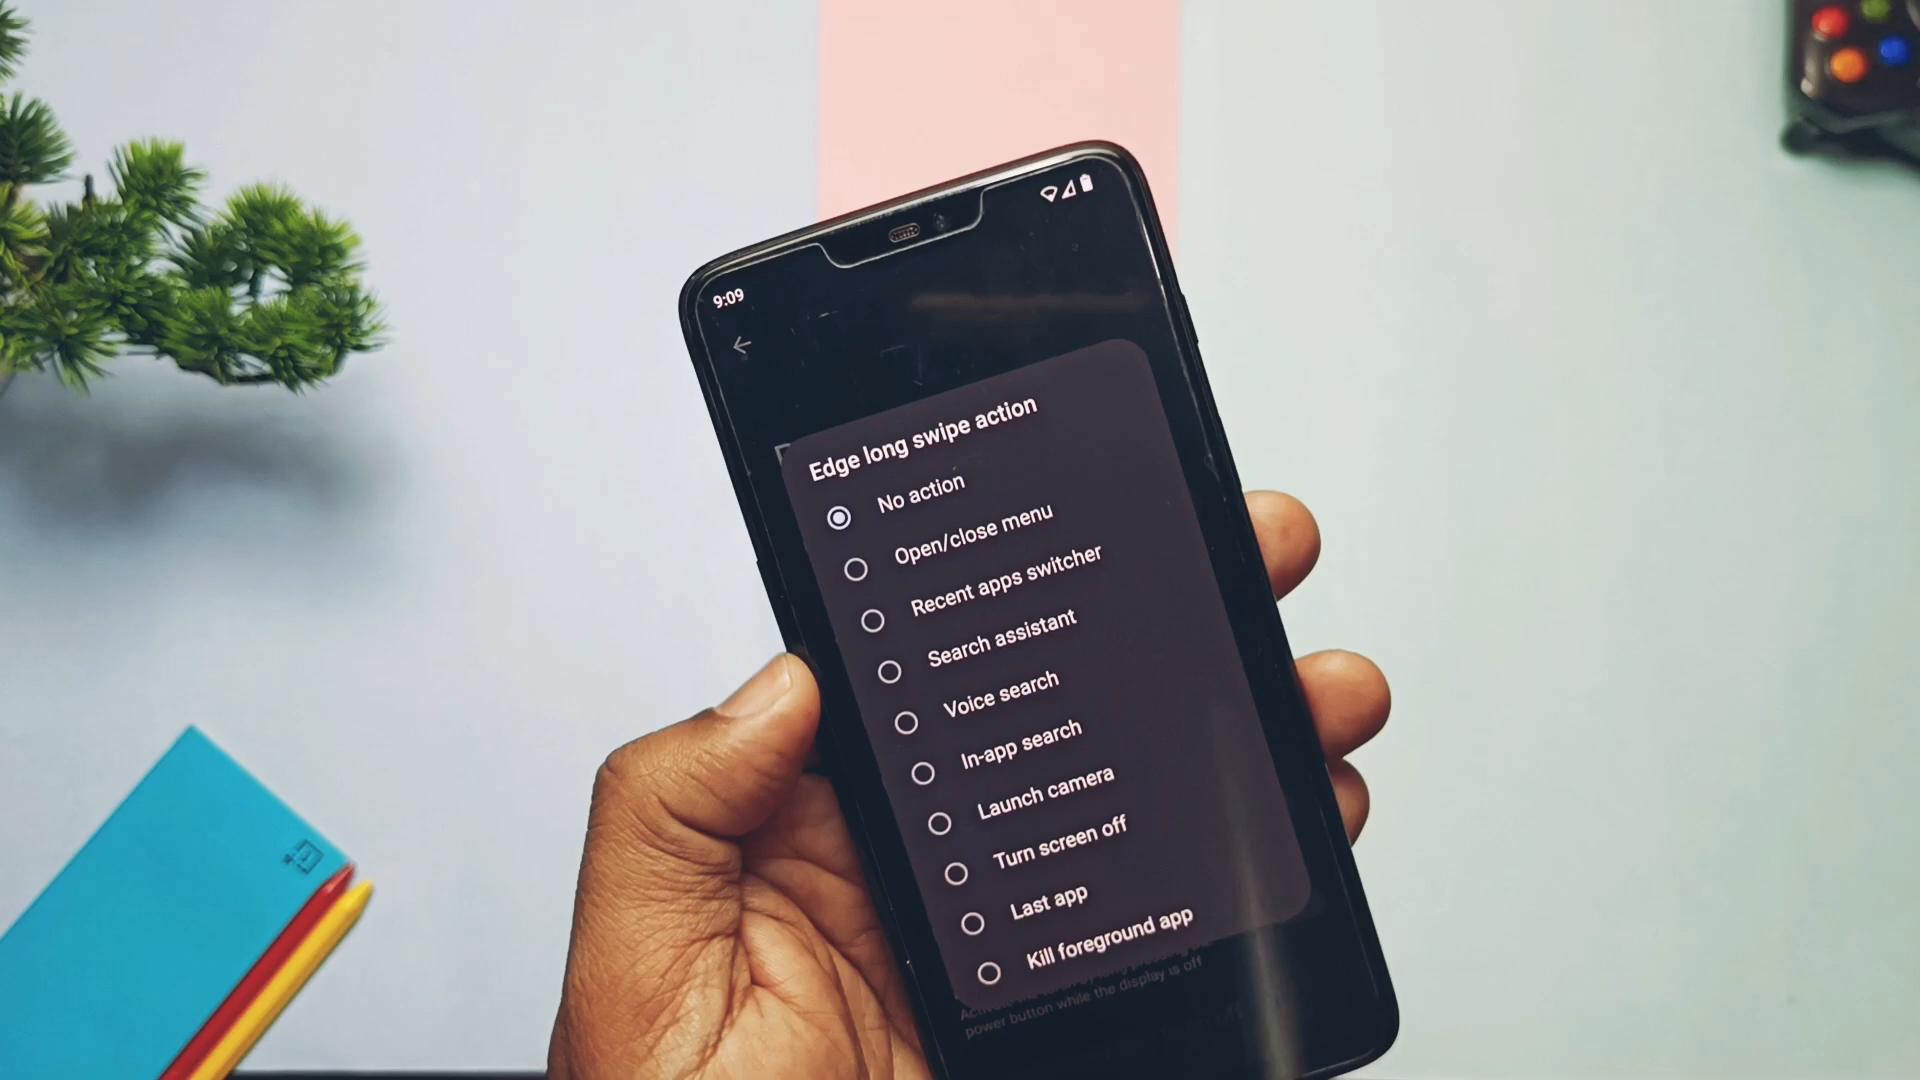 9:09
Edge long swipe action
No action
Open/close menu
Recent apps switcher
Search assistant
Voice search
In-app search
Launch camera
Turn screen off
Last app
Kill foreground app
power button while the display is off